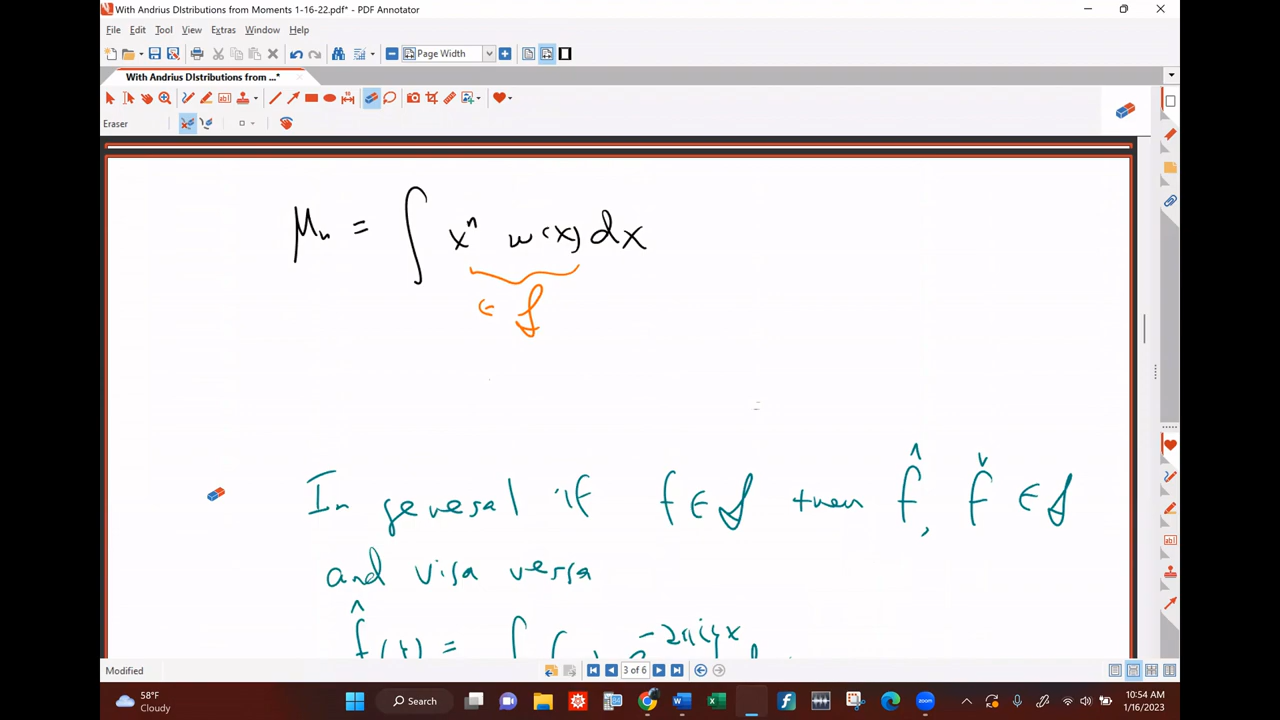 With Andrius DIstributions from Moments 1-16-22.pdf* - PDF Annotator
File Edit Tool View Extras Window Help
Page Width
With Andrius DIstributions from ...*
Eraser
μn = ∫ x^n w(x) dx
∈ 𝒮
In general if f ∈ 𝒮 then f̂, f̌ ∈ 𝒮
and visa versa
Modified
3 of 6
58°F
Cloudy
Search
zoom
10:54 AM
1/16/2023